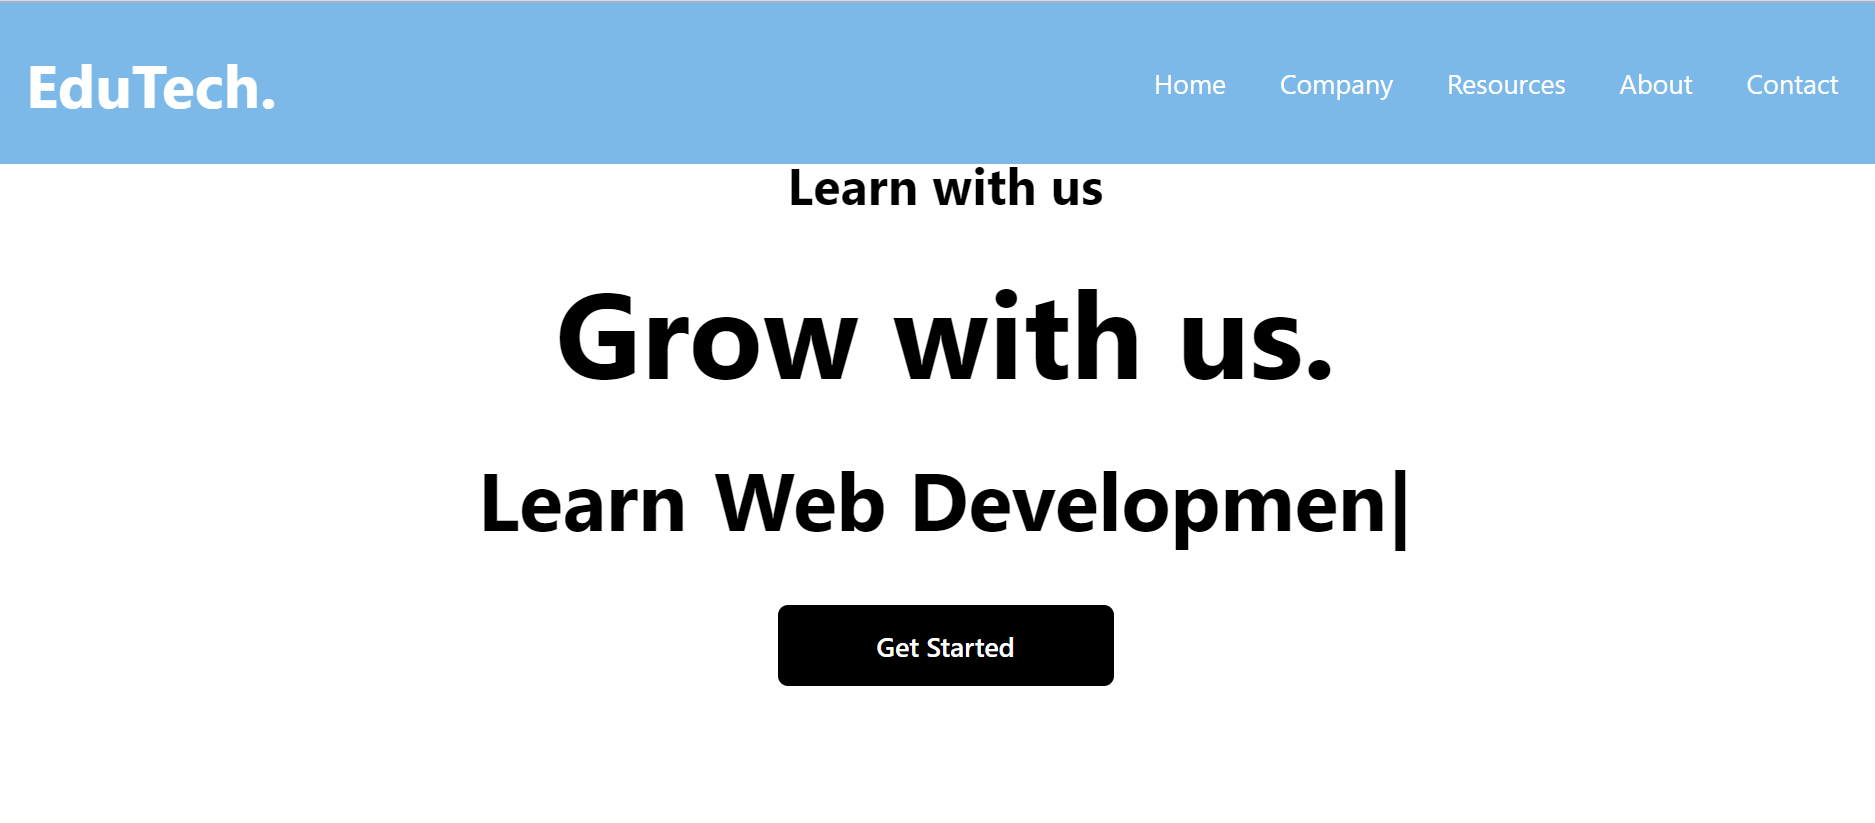 EduTech.
Home Company Resources About Contact
Learn with us
Grow with us.
Learn Web Developmen|
Get Started